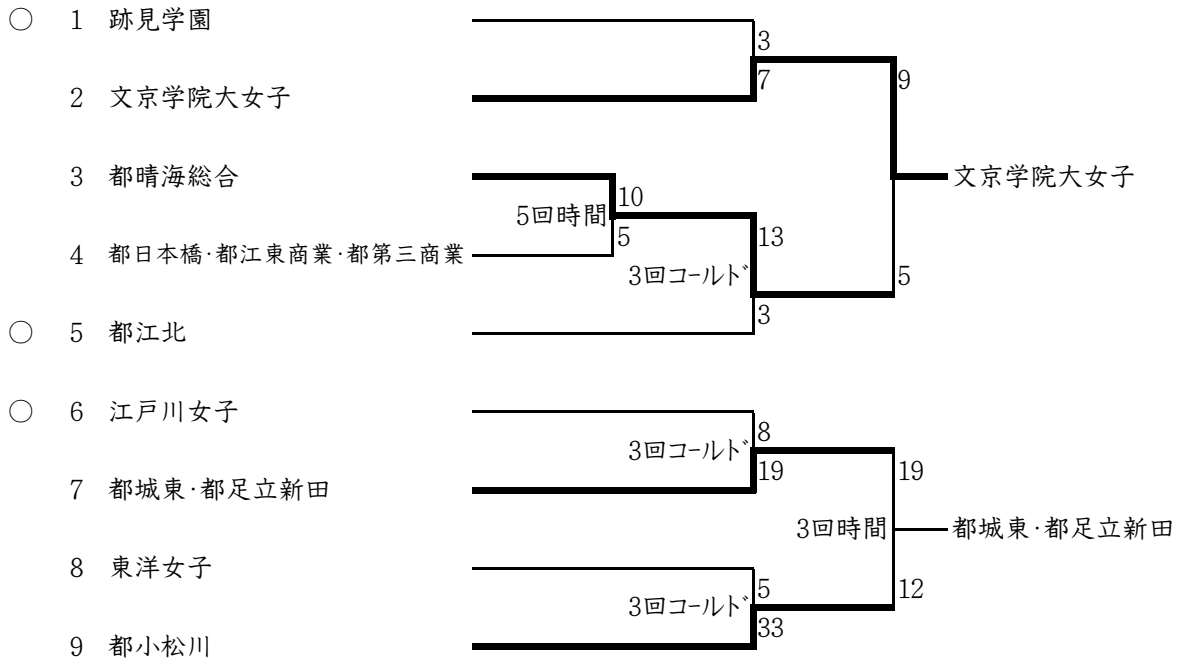 ○ 1 跡見学園
3
7
9
2 文京学院大女子
3 都晴海総合
文京学院大女子
10
5回時間
5
13
4 都日本橋･都江東商業･都第三商業
3回コールド
5
3
○ 5 都江北
○ 6 江戸川女子
8
3回コールド
19
19
7 都城東･都足立新田
3回時間
都城東･都足立新田
8 東洋女子
5
12
3回コールド
33
9 都小松川